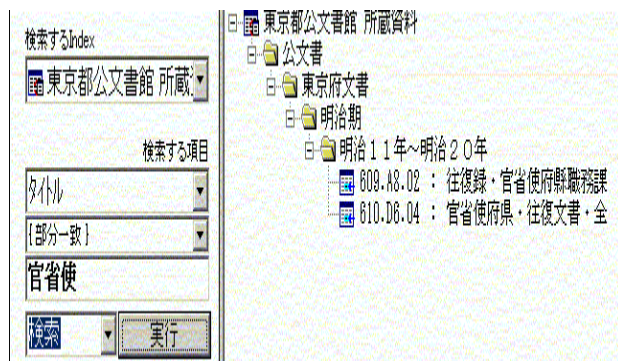 検索するIndex
東京都公文書館 所蔵
検索する項目
タイトル
{部分一致}
官省使
検索
実行
東京都公文書館 所蔵資料
公文書
東京府文書
明治期
明治11年~明治20年
609.A8.02 : 往復録・官省使府縣職務課
610.D6.04 : 官省使府県・往復文書・全